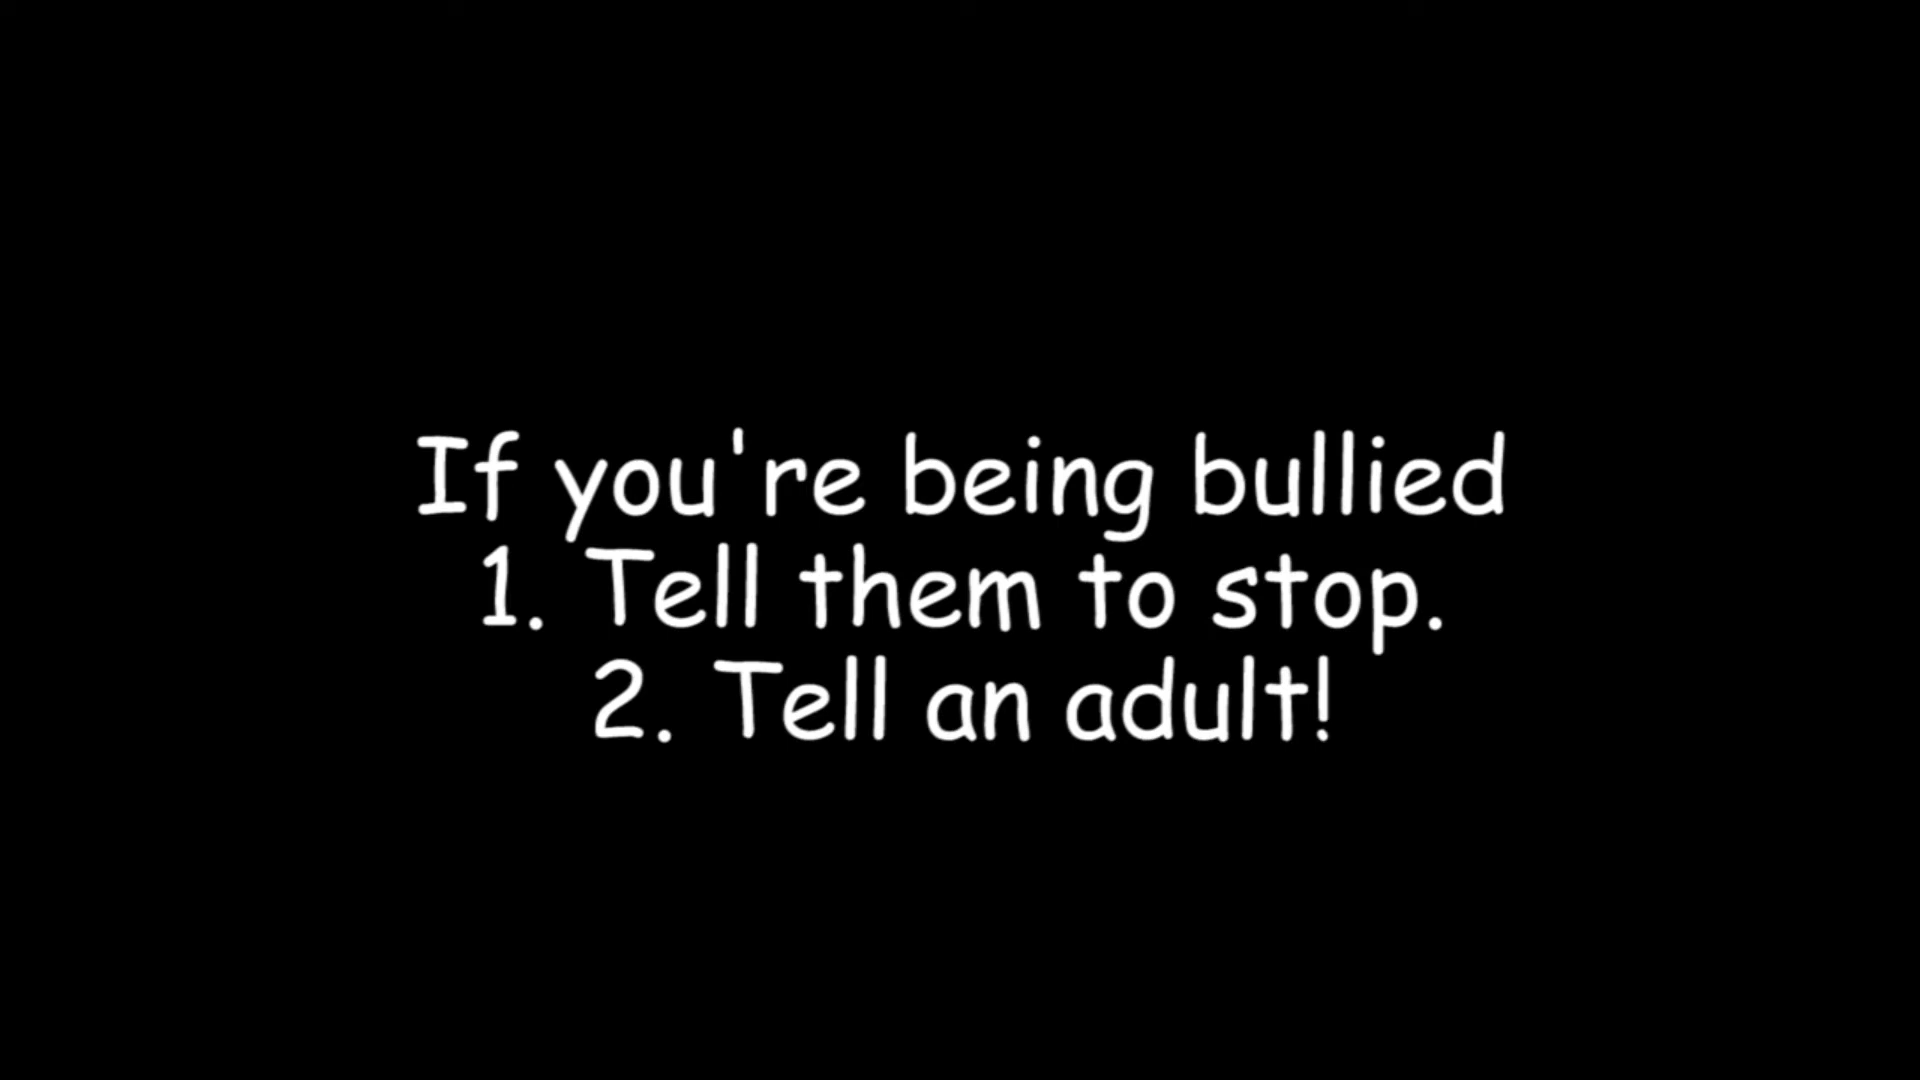 If you're being bullied
1. Tell them to stop.
2. Tell an adult!